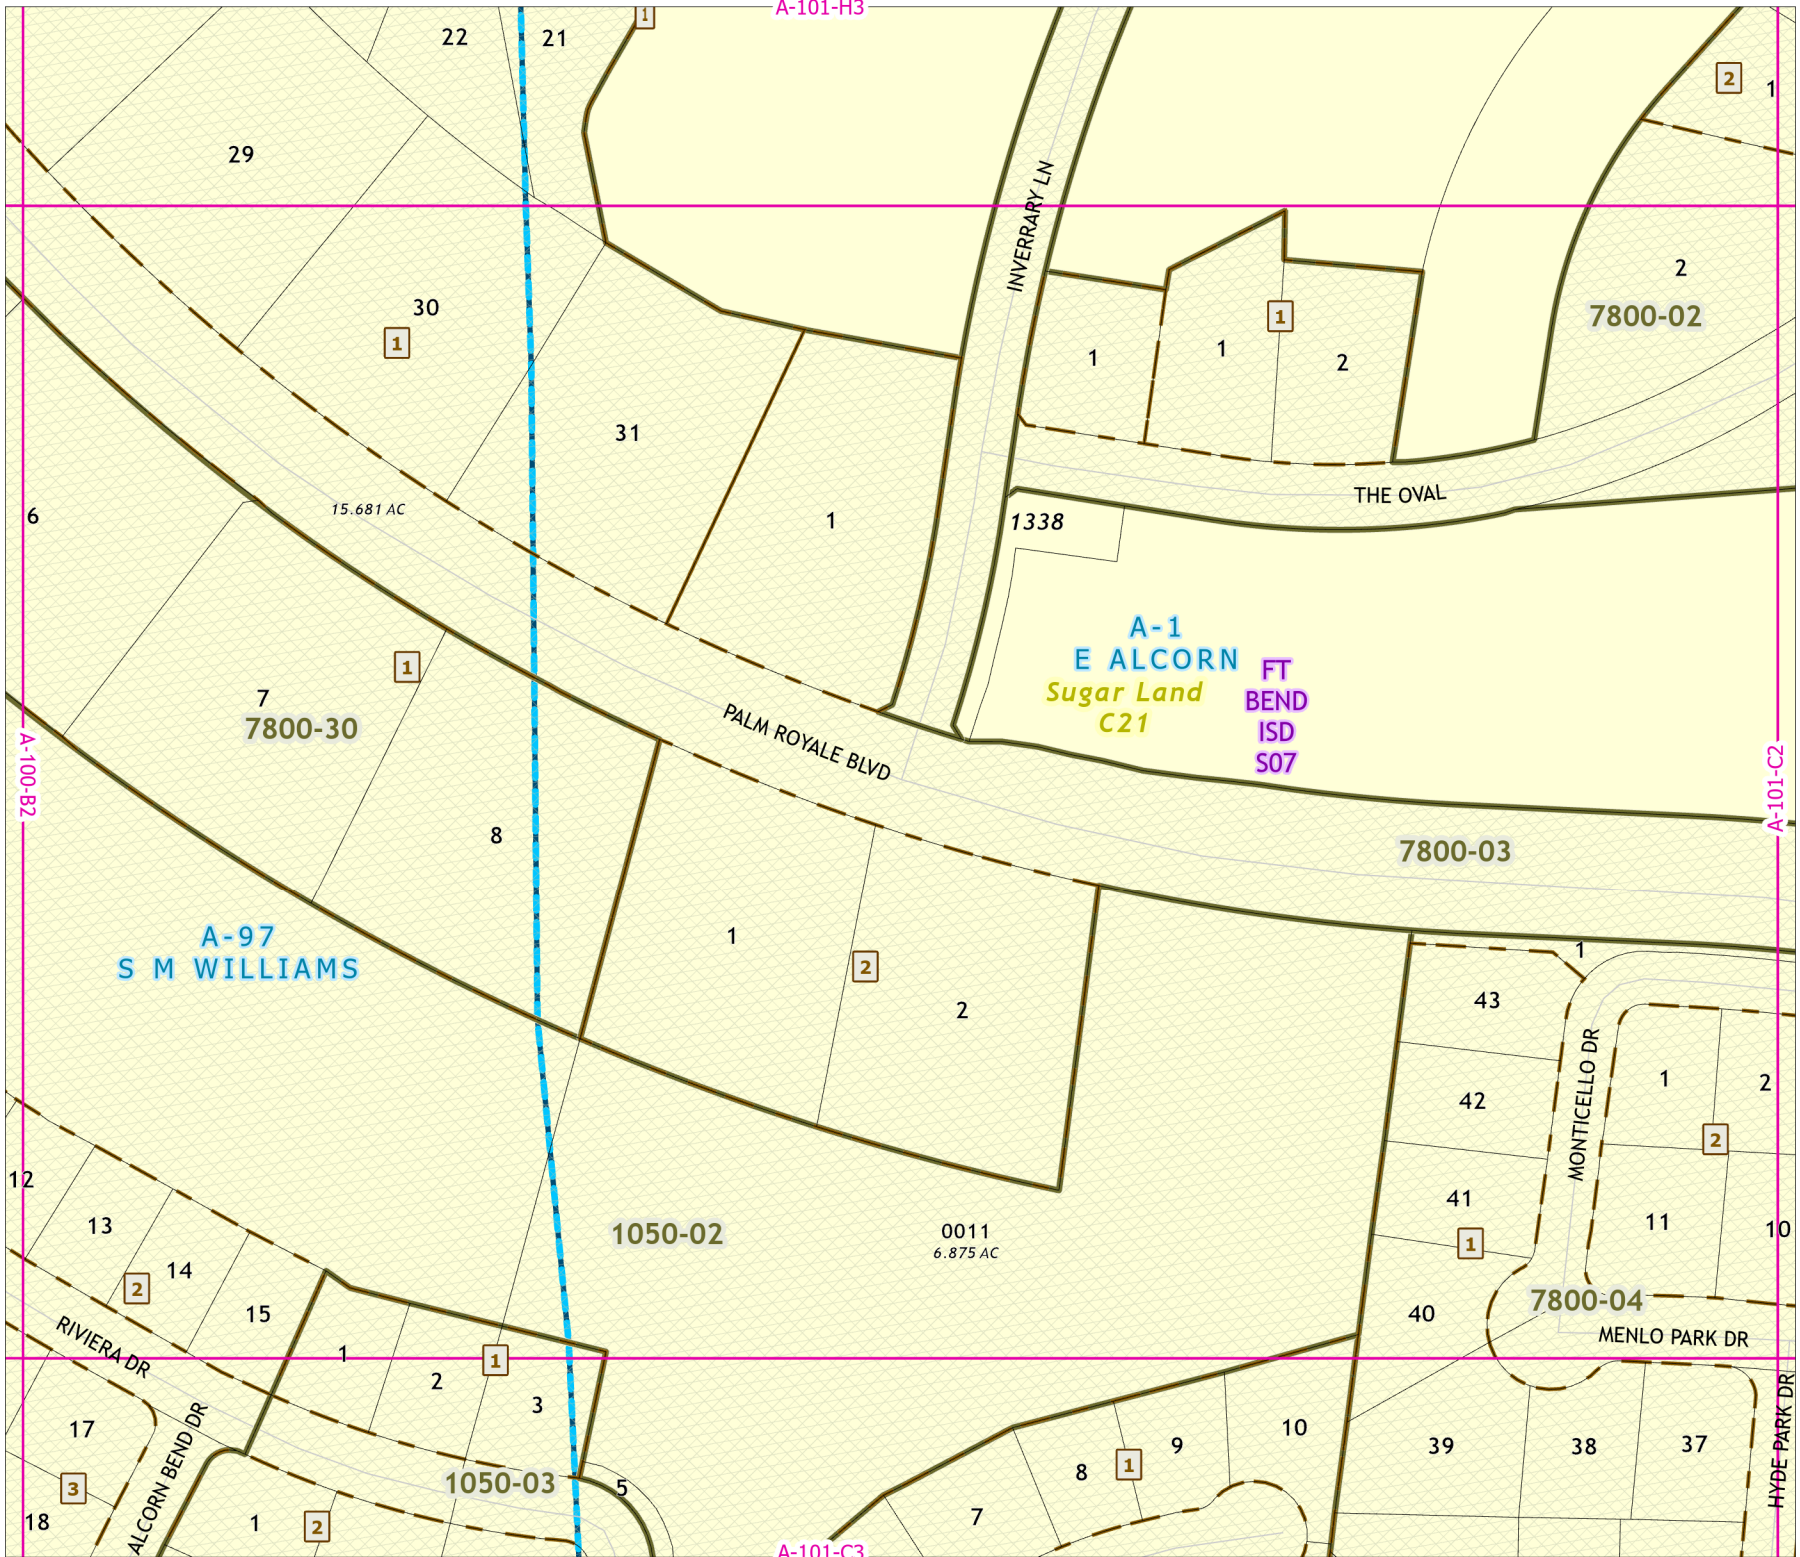 A-101-H3
1
22
21
2
1
29
INVERRARY LN
2
7800-02
30
1
1
1
1
2
31
6
15.681 AC
1
THE OVAL
1338
A-1
E ALCORN
Sugar Land
C21
FT
BEND
ISD
S07
1
7
7800-30
PALM ROYALE BLVD
A-100-B2
A-101-C2
8
7800-03
A-97
S M WILLIAMS
1
2
2
1
43
MONTICELLO DR
42
1
2
2
12
13
14
2
15
1050-02
0011
6.875 AC
41
1
11
10
7800-04
40
MENLO PARK DR
RIVIERA DR
1
1
2
3
17
ALCORN BEND DR
3
18
1050-03
5
1
2
7
8
1
9
10
39
38
37
HYDE PARK DR
A-101-C3